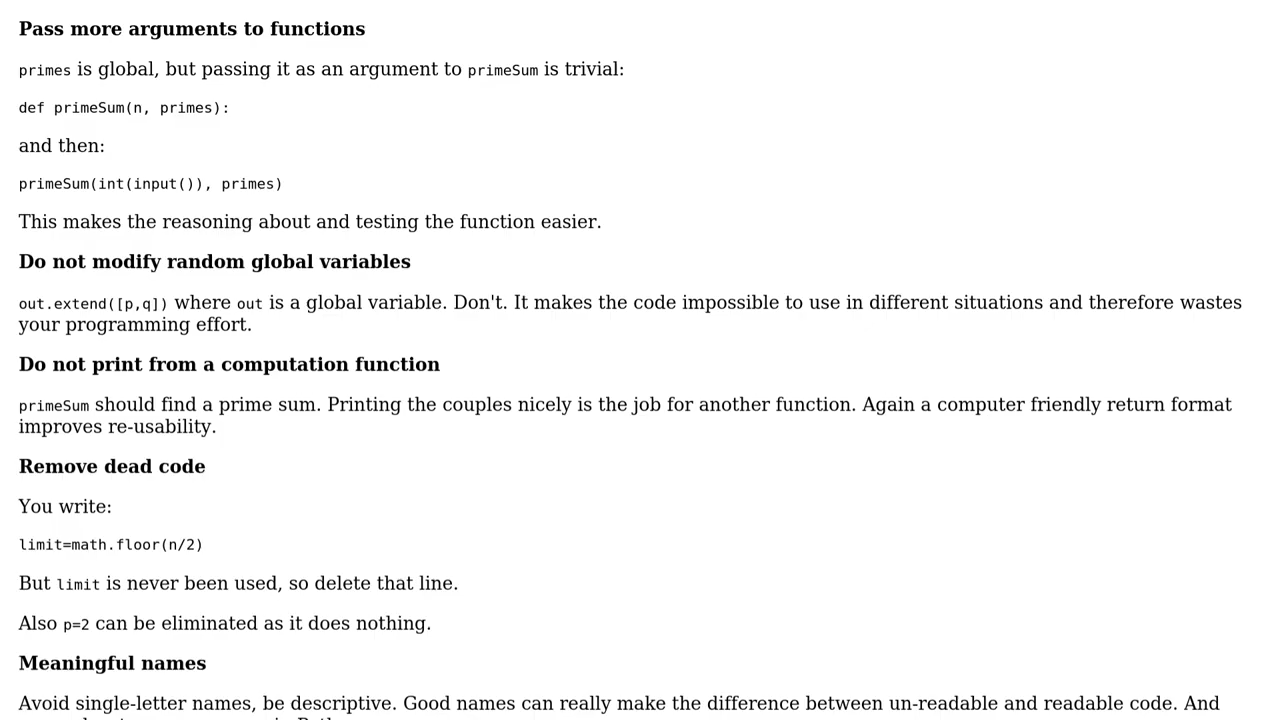 Pass more arguments to functions
primes is global, but passing it as an argument to primeSum is trivial:
def primeSum(n, primes):
and then:
primeSum(int(input()), primes)
This makes the reasoning about and testing the function easier.
Do not modify random global variables
out.extend([p,q]) where out is a global variable. Don't. It makes the code impossible to use in different situations and therefore wastes
your programming effort.
Do not print from a computation function
primeSum should find a prime sum. Printing the couples nicely is the job for another function. Again a computer friendly return format
improves re-usability.
Remove dead code
You write:
limit=math.floor(n/2)
But limit is never been used, so delete that line.
Also p=2 can be eliminated as it does nothing.
Meaningful names
Avoid single-letter names, be descriptive. Good names can really make the difference between un-readable and readable code. And